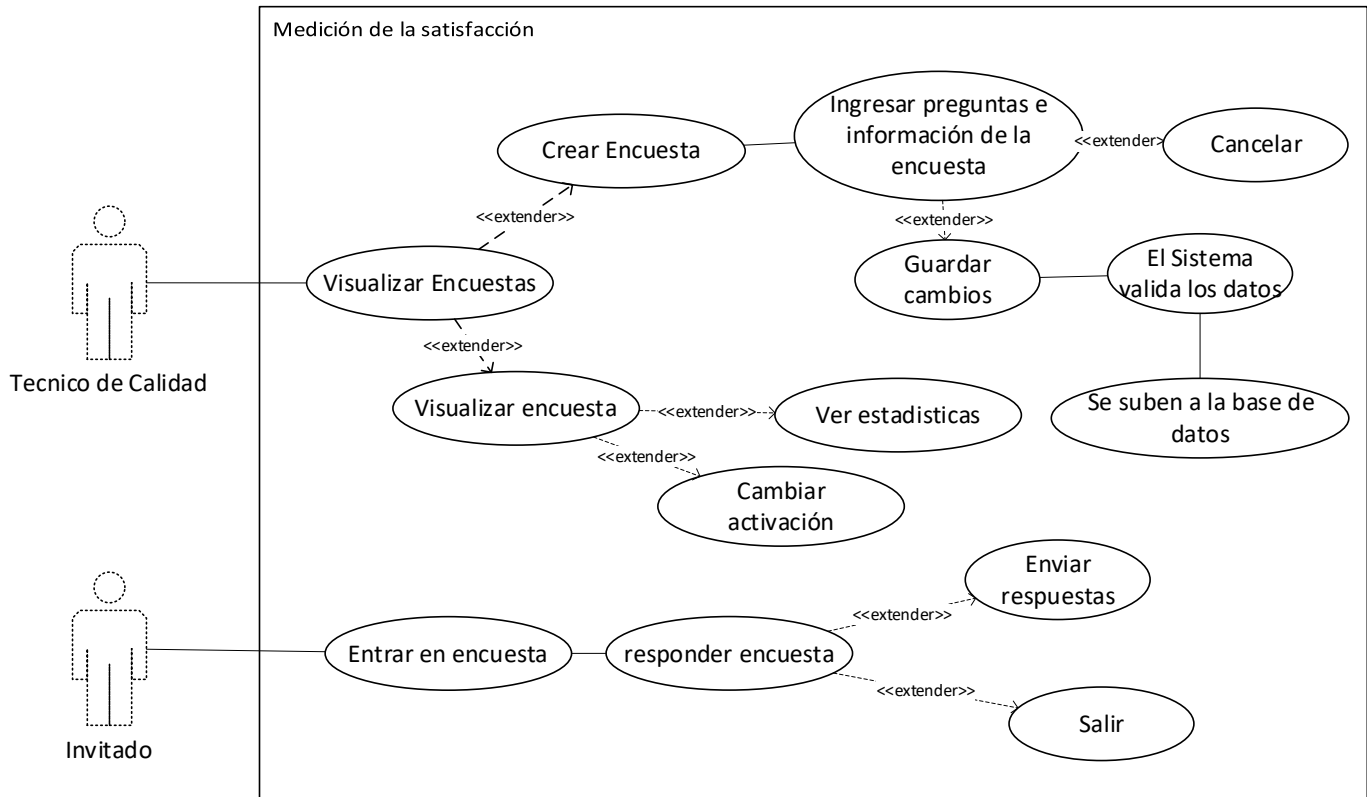 Medición de la satisfacción
Ingresar preguntas e
información de la
encuesta
Crear Encuesta
<<extender>
Cancelar
<<extender>>
<<extender>>
Visualizar Encuestas
Guardar
cambios
El Sistema
valida los datos
<<extender>>
Tecnico de Calidad
Visualizar encuesta
<<extender>>
Ver estadisticas
Se suben a la base de
datos
<<extender>>
Cambiar
activación
Enviar
respuestas
<<extender>>
Entrar en encuesta
responder encuesta
<<extender>>
Salir
Invitado